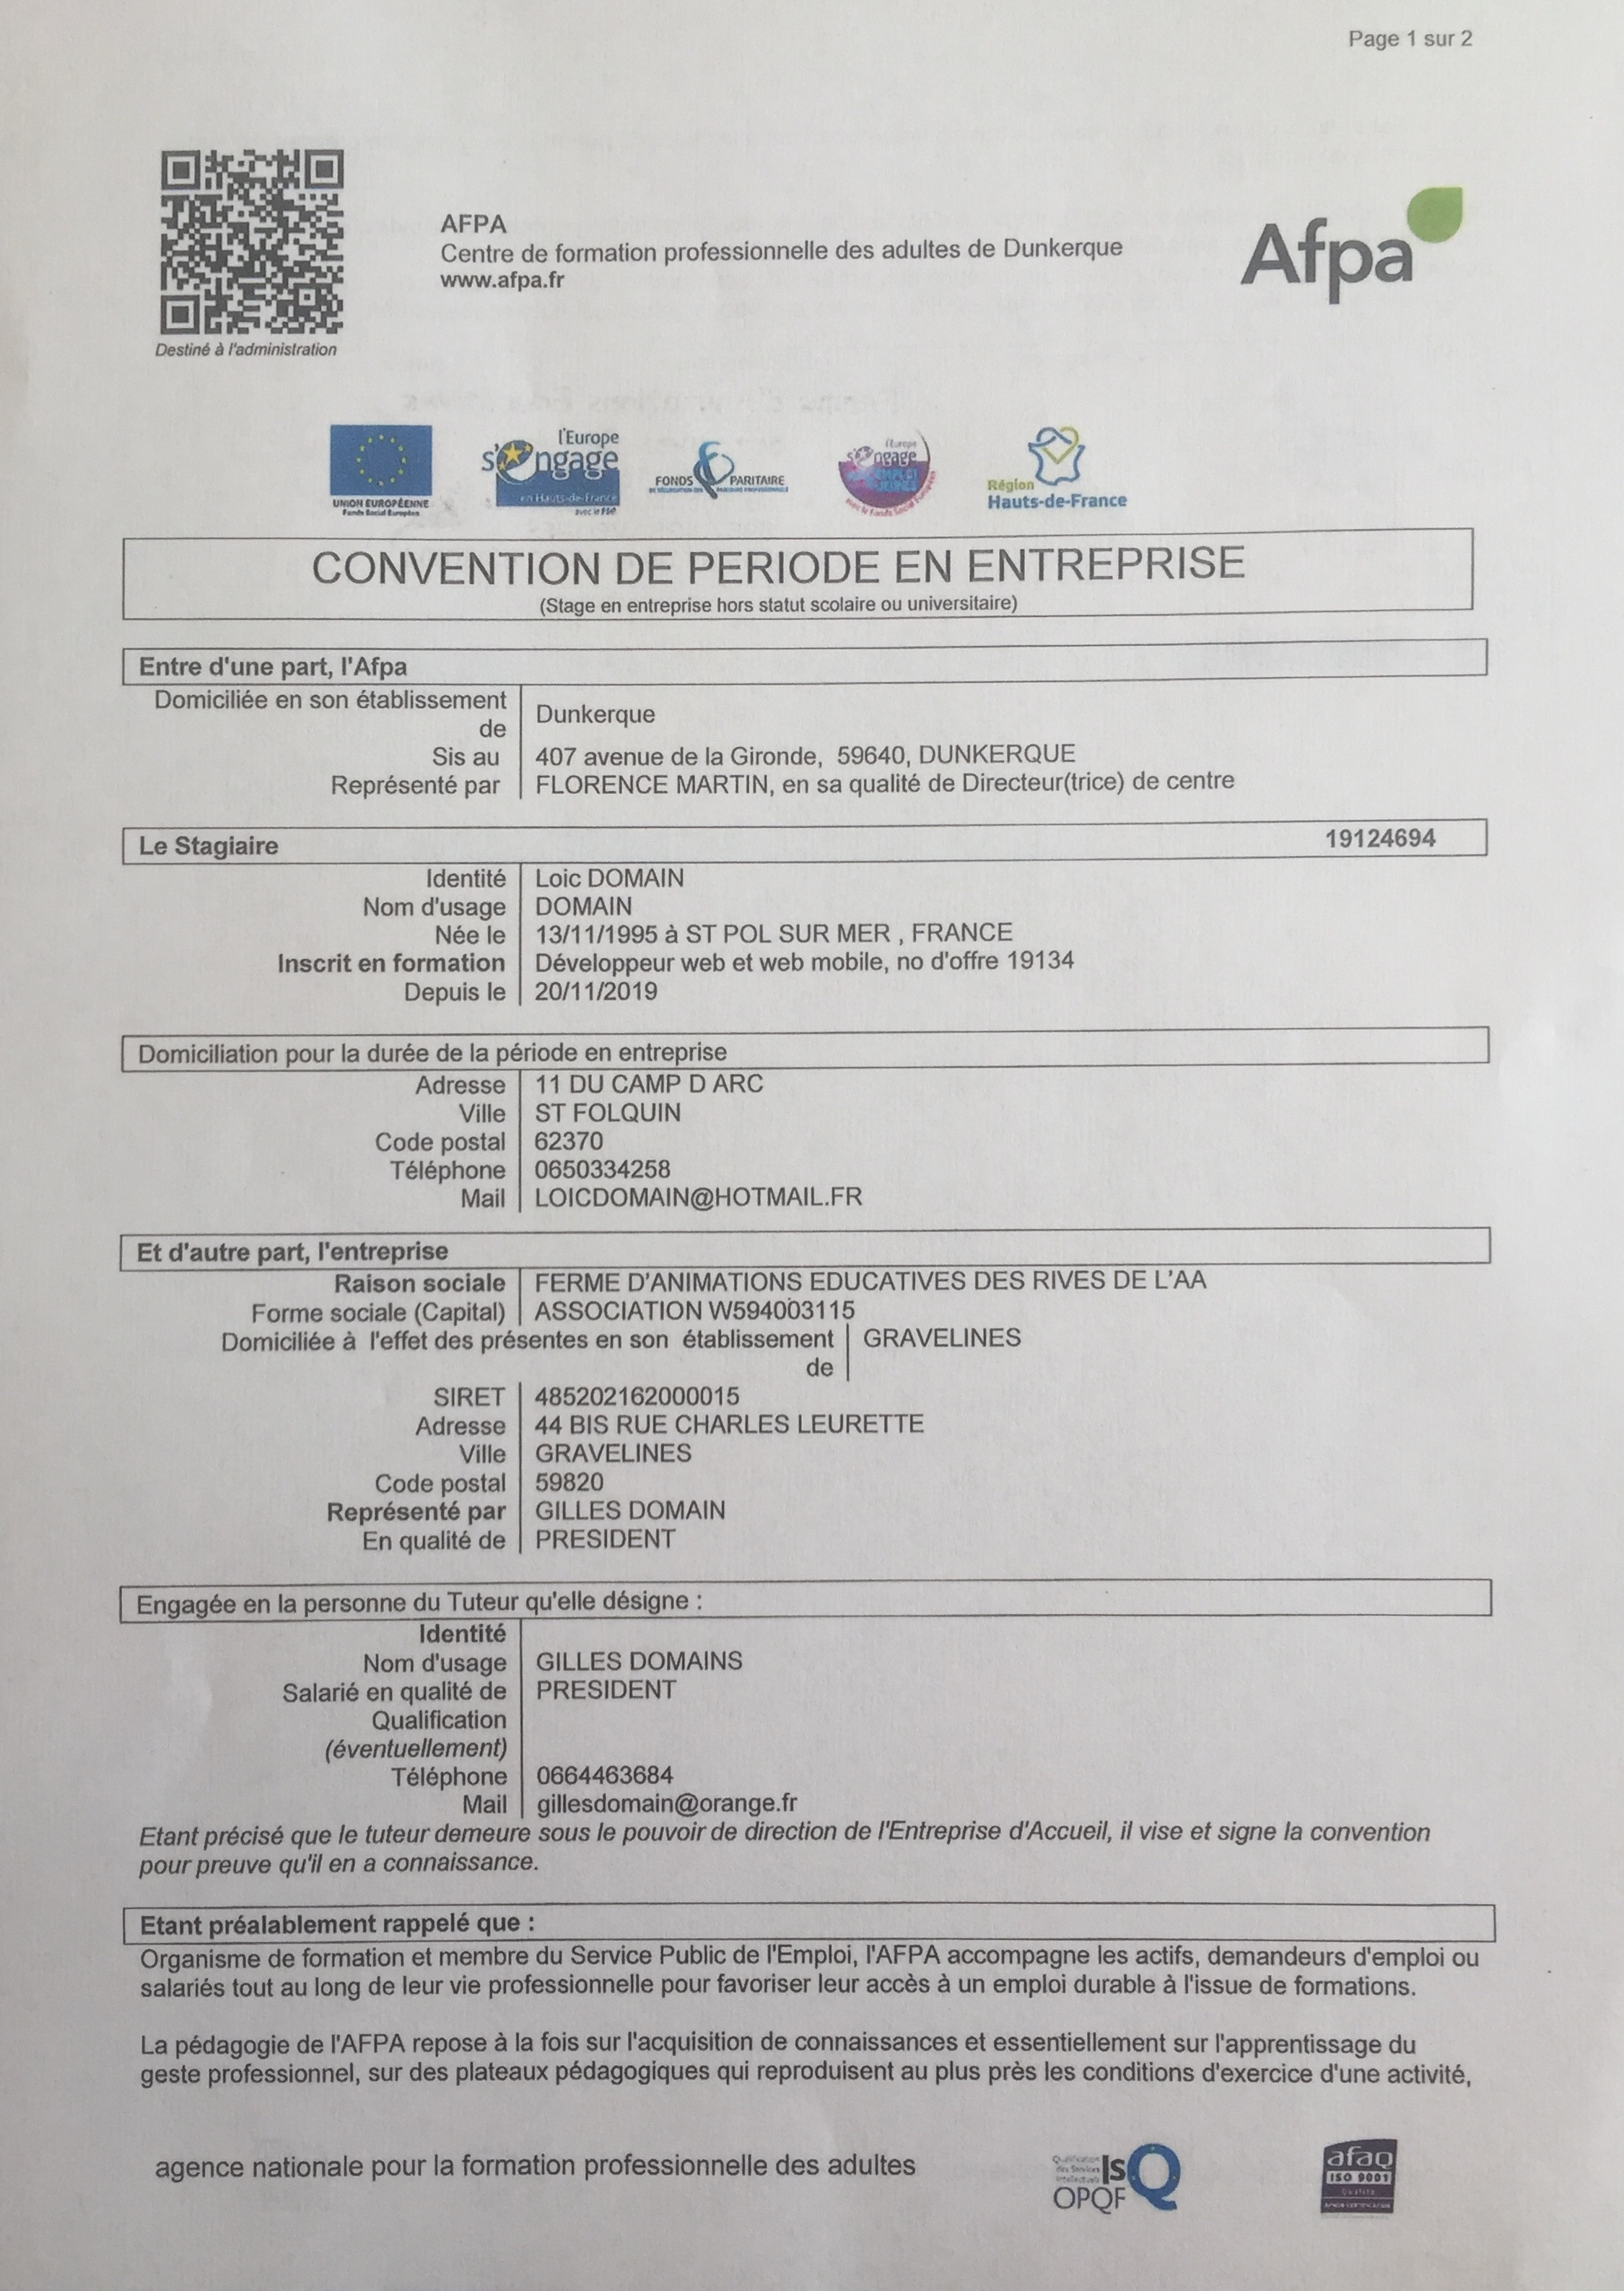 Page 1 sur 2
AFPA
Centre de formation professionnelle des adultes de Dunkerque
www.afpa.fr
Afpa
Destiné à l'administration
UNION EUROPÉENNE
Fonds Social Européen
l'Europe
s'engage
en Hauts-de-France
avec le FSE
FONDS PARITAIRE
l'Europe
s'engage
EMPLOI
JEUNES
avec le Fonds Social Européen
Région
Hauts-de-France
CONVENTION DE PERIODE EN ENTREPRISE
(Stage en entreprise hors statut scolaire ou universitaire)
Entre d'une part, l'Afpa
Domiciliée en son établissement de Dunkerque
Sis au 407 avenue de la Gironde, 59640, DUNKERQUE
Représenté par FLORENCE MARTIN, en sa qualité de Directeur(trice) de centre
Le Stagiaire 19124694
Identité Loic DOMAIN
Nom d'usage DOMAIN
Née le 13/11/1995 à ST POL SUR MER , FRANCE
Inscrit en formation Développeur web et web mobile, no d'offre 19134
Depuis le 20/11/2019
Domiciliation pour la durée de la période en entreprise
Adresse 11 DU CAMP D ARC
Ville ST FOLQUIN
Code postal 62370
Téléphone 0650334258
Mail LOICDOMAIN@HOTMAIL.FR
Et d'autre part, l'entreprise
Raison sociale FERME D'ANIMATIONS EDUCATIVES DES RIVES DE L'AA
Forme sociale (Capital) ASSOCIATION W594003115
Domiciliée à l'effet des présentes en son établissement de GRAVELINES
SIRET 485202162000015
Adresse 44 BIS RUE CHARLES LEURETTE
Ville GRAVELINES
Code postal 59820
Représenté par GILLES DOMAIN
En qualité de PRESIDENT
Engagée en la personne du Tuteur qu'elle désigne :
Identité
Nom d'usage GILLES DOMAINS
Salarié en qualité de PRESIDENT
Qualification
(éventuellement)
Téléphone 0664463684
Mail gillesdomain@orange.fr
Etant précisé que le tuteur demeure sous le pouvoir de direction de l'Entreprise d'Accueil, il vise et signe la convention
pour preuve qu'il en a connaissance.
Etant préalablement rappelé que :
Organisme de formation et membre du Service Public de l'Emploi, l'AFPA accompagne les actifs, demandeurs d'emploi ou
salariés tout au long de leur vie professionnelle pour favoriser leur accès à un emploi durable à l'issue de formations.
La pédagogie de l'AFPA repose à la fois sur l'acquisition de connaissances et essentiellement sur l'apprentissage du
geste professionnel, sur des plateaux pédagogiques qui reproduisent au plus près les conditions d'exercice d'une activité,
agence nationale pour la formation professionnelle des adultes
ISQ
OPQF
afaq
ISO 9001
Qualité